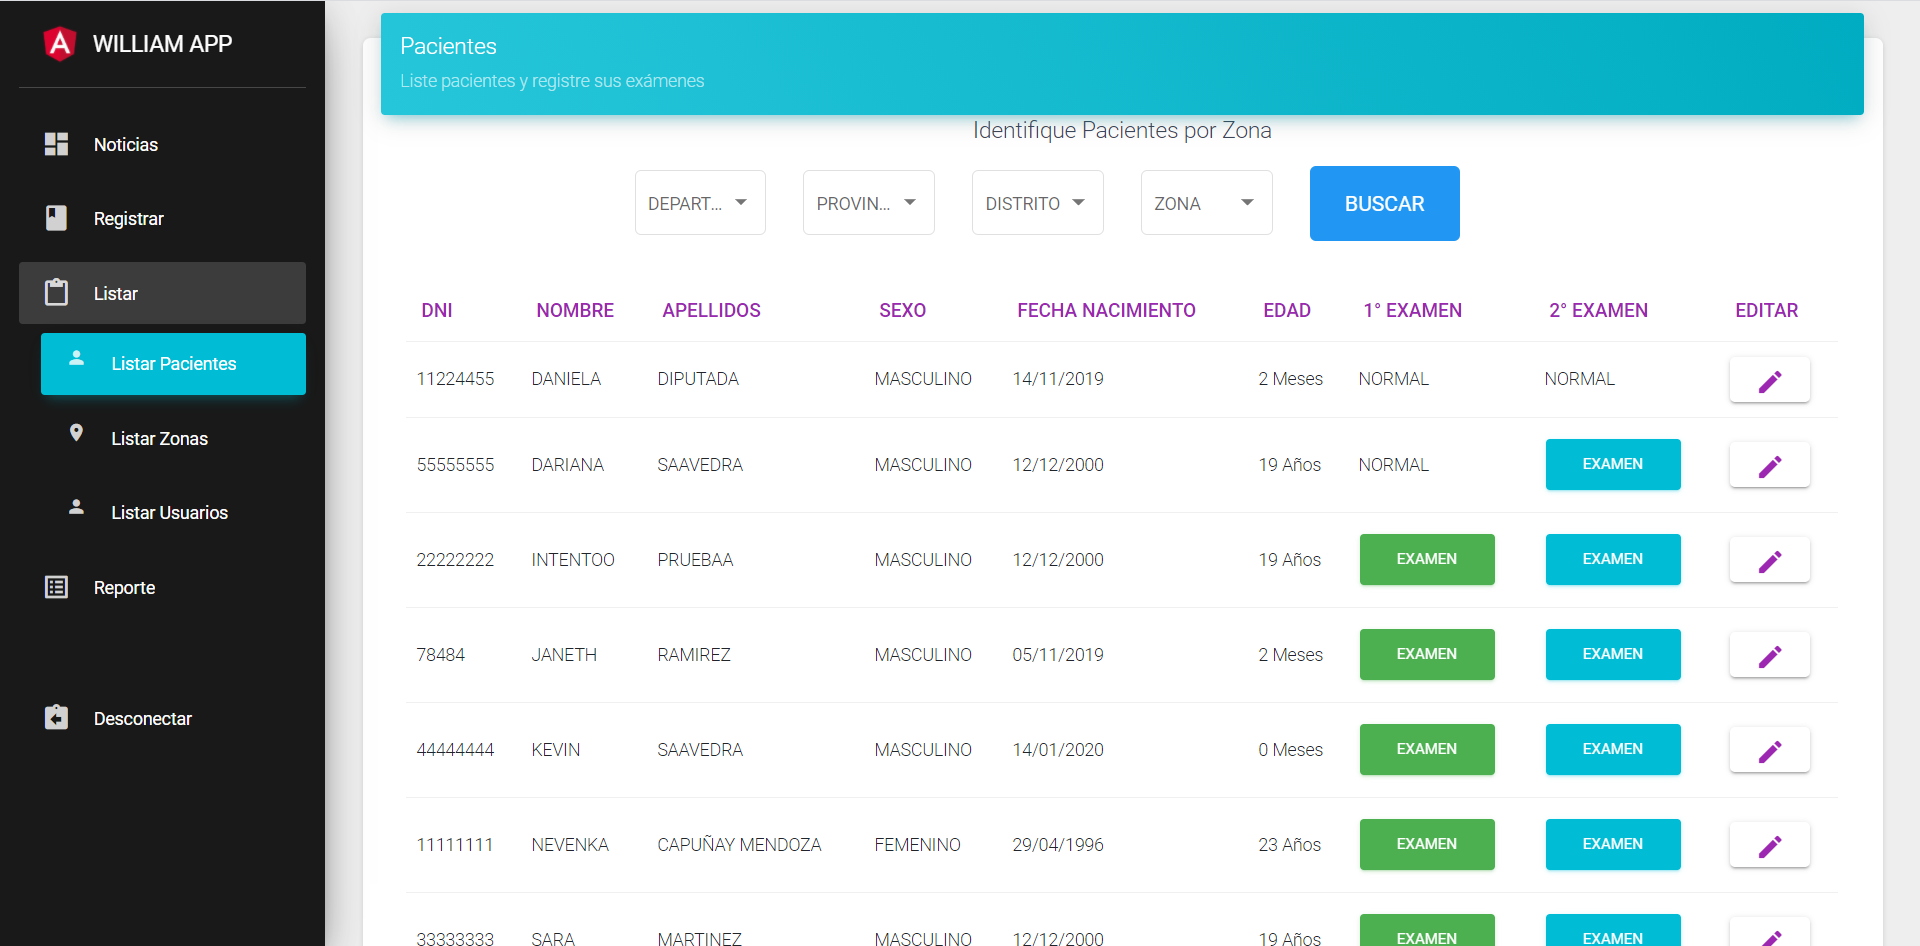 WILLIAM APP
Noticias
Registrar
Listar
Listar Pacientes
Listar Zonas
Listar Usuarios
Reporte
Desconectar
Pacientes
Liste pacientes y registre sus exámenes
Identifique Pacientes por Zona
DEPART... PROVIN... DISTRITO ZONA BUSCAR
DNI NOMBRE APELLIDOS SEXO FECHA NACIMIENTO EDAD 1° EXAMEN 2° EXAMEN EDITAR
11224455 DANIELA DIPUTADA MASCULINO 14/11/2019 2 Meses NORMAL NORMAL
55555555 DARIANA SAAVEDRA MASCULINO 12/12/2000 19 Años NORMAL EXAMEN
22222222 INTENTOO PRUEBAA MASCULINO 12/12/2000 19 Años EXAMEN EXAMEN
78484 JANETH RAMIREZ MASCULINO 05/11/2019 2 Meses EXAMEN EXAMEN
44444444 KEVIN SAAVEDRA MASCULINO 14/01/2020 0 Meses EXAMEN EXAMEN
11111111 NEVENKA CAPUÑAY MENDOZA FEMENINO 29/04/1996 23 Años EXAMEN EXAMEN
33333333 SARA MARTINEZ MASCULINO 12/12/2000 19 Años EXAMEN EXAMEN